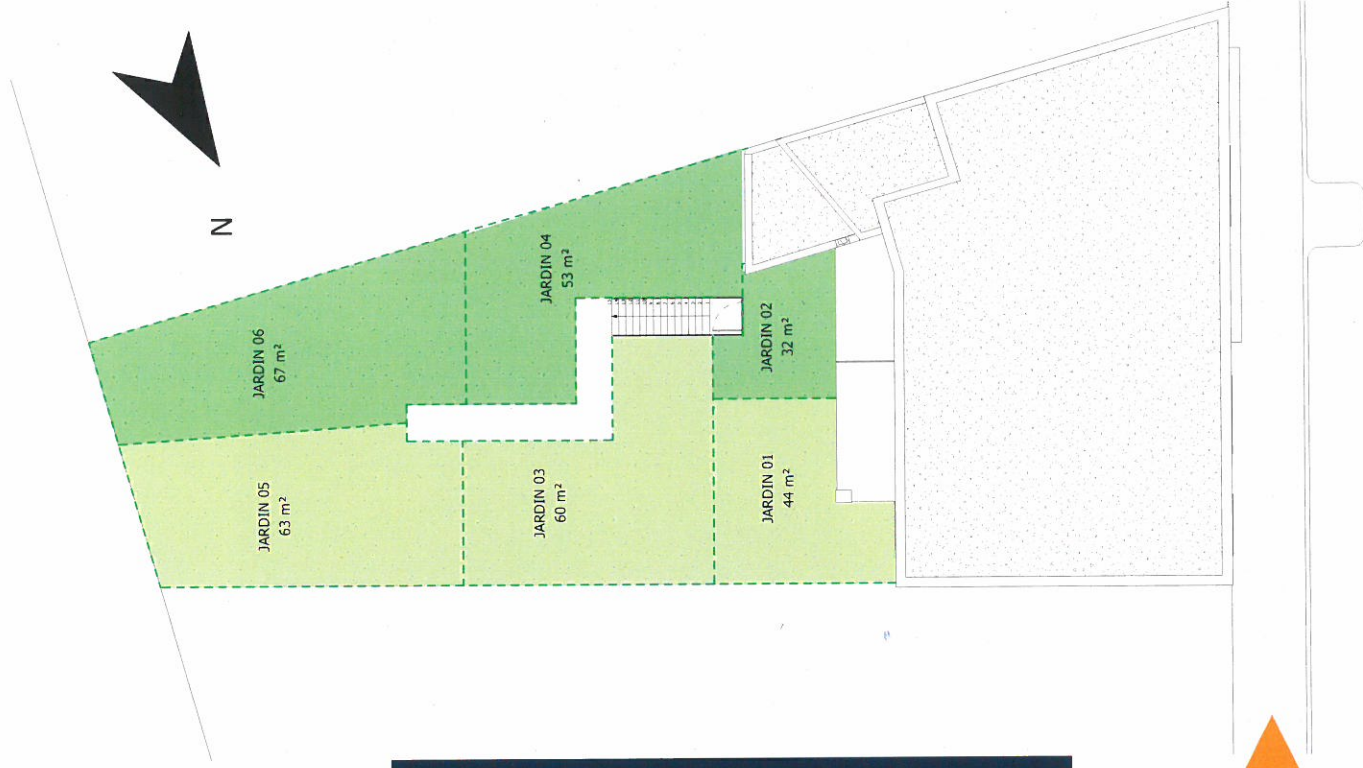 N
JARDIN 06
67 m²
JARDIN 04
53 m²
JARDIN 02
32 m²
JARDIN 05
63 m²
JARDIN 03
60 m²
JARDIN 01
44 m²